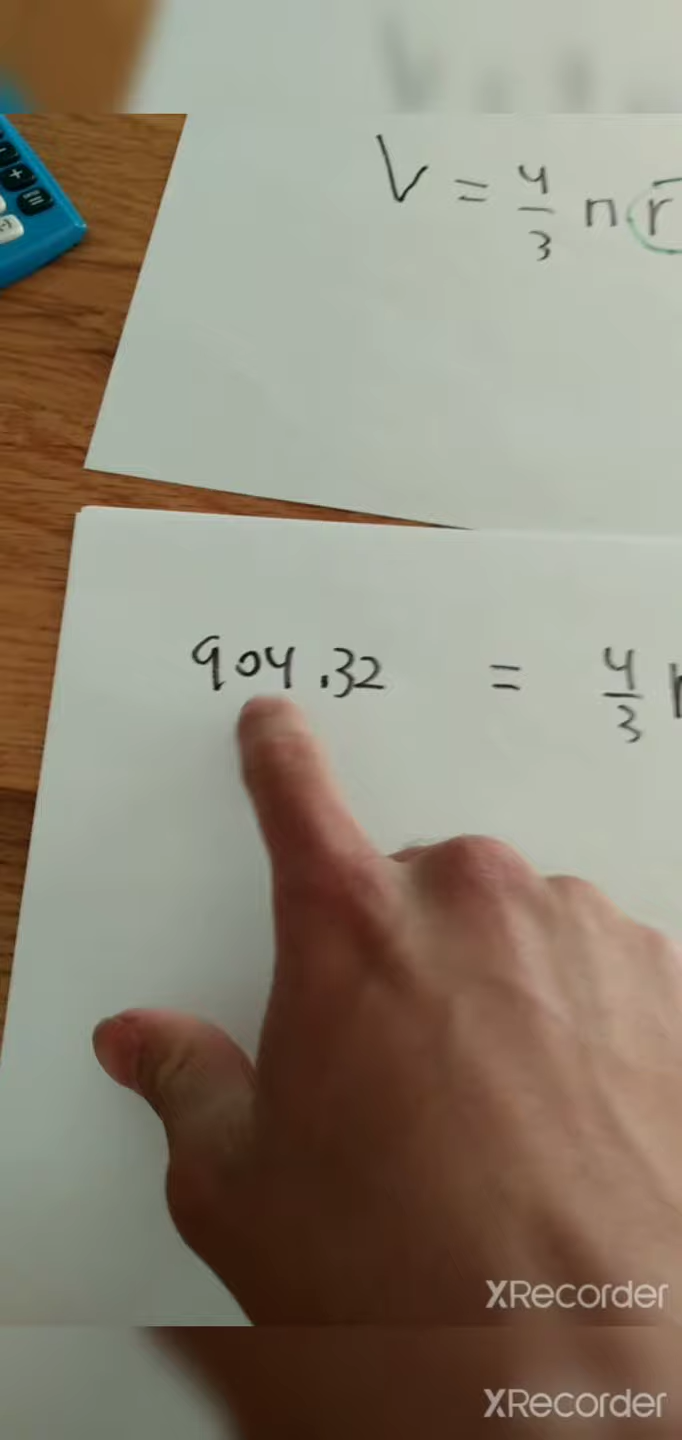 V = 4/3 π r
904.32 = 4/3
XRecorder
XRecorder